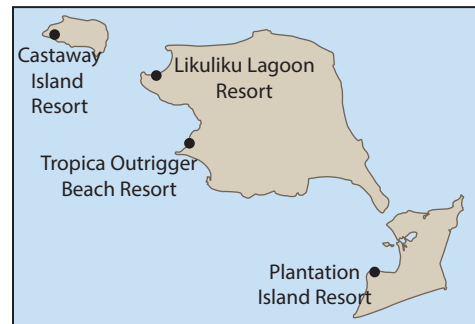 Castaway
Island
Resort
Likuliku Lagoon
Resort
Tropica Outrigger
Beach Resort
Plantation
Island Resort